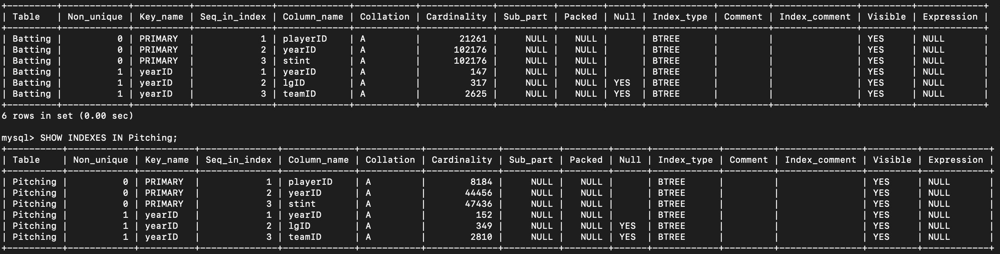 +----------+------------+----------+--------------+-------------+-----------+-------------+----------+--------+------+------------+---------+---------------+---------+------------+
| Table   | Non_unique | Key_name | Seq_in_index | Column_name | Collation | Cardinality | Sub_part | Packed | Null | Index_type | Comment | Index_comment | Visible | Expression |
+---------+------------+----------+--------------+-------------+-----------+-------------+----------+--------+------+------------+---------+---------------+---------+------------+
| Batting |          0 | PRIMARY  |            1 | playerID    | A         |       21261 |     NULL |   NULL |      | BTREE      |         |               | YES     | NULL       |
| Batting |          0 | PRIMARY  |            2 | yearID      | A         |      102176 |     NULL |   NULL |      | BTREE      |         |               | YES     | NULL       |
| Batting |          0 | PRIMARY  |            3 | stint       | A         |      102176 |     NULL |   NULL |      | BTREE      |         |               | YES     | NULL       |
| Batting |          1 | yearID   |            1 | yearID      | A         |         147 |     NULL |   NULL |      | BTREE      |         |               | YES     | NULL       |
| Batting |          1 | yearID   |            2 | lgID        | A         |         317 |     NULL |   NULL | YES  | BTREE      |         |               | YES     | NULL       |
| Batting |          1 | yearID   |            3 | teamID      | A         |        2625 |     NULL |   NULL | YES  | BTREE      |         |               | YES     | NULL       |
+---------+------------+----------+--------------+-------------+-----------+-------------+----------+--------+------+------------+---------+---------------+---------+------------+
6 rows in set (0.00 sec)
mysql> SHOW INDEXES IN Pitching;
+----------+------------+----------+--------------+-------------+-----------+-------------+----------+--------+------+------------+---------+---------------+---------+------------+
| Table    | Non_unique | Key_name | Seq_in_index | Column_name | Collation | Cardinality | Sub_part | Packed | Null | Index_type | Comment | Index_comment | Visible | Expression |
+----------+------------+----------+--------------+-------------+-----------+-------------+----------+--------+------+------------+---------+---------------+---------+------------+
| Pitching |          0 | PRIMARY  |            1 | playerID    | A         |        8184 |     NULL |   NULL |      | BTREE      |         |               | YES     | NULL       |
| Pitching |          0 | PRIMARY  |            2 | yearID      | A         |       44456 |     NULL |   NULL |      | BTREE      |         |               | YES     | NULL       |
| Pitching |          0 | PRIMARY  |            3 | stint       | A         |       47436 |     NULL |   NULL |      | BTREE      |         |               | YES     | NULL       |
| Pitching |          1 | yearID   |            1 | yearID      | A         |         152 |     NULL |   NULL |      | BTREE      |         |               | YES     | NULL       |
| Pitching |          1 | yearID   |            2 | lgID        | A         |         349 |     NULL |   NULL | YES  | BTREE      |         |               | YES     | NULL       |
| Pitching |          1 | yearID   |            3 | teamID      | A         |        2810 |     NULL |   NULL | YES  | BTREE      |         |               | YES     | NULL       |
+----------+------------+----------+--------------+-------------+-----------+-------------+----------+--------+------+------------+---------+---------------+---------+------------+